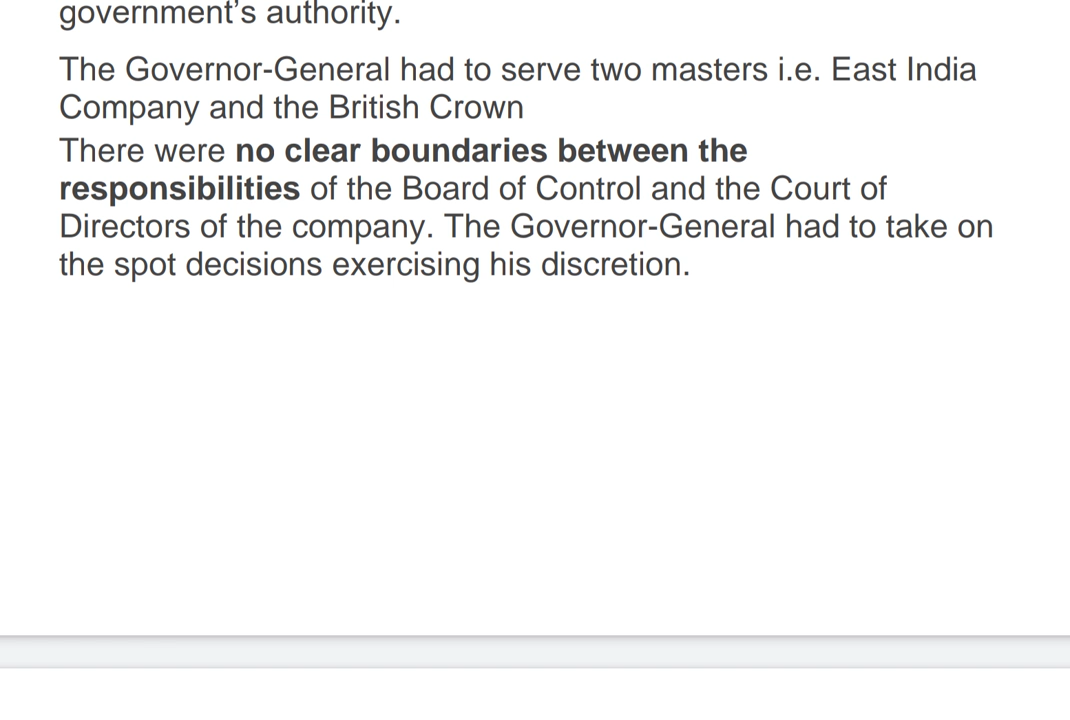 government's authority.
The Governor-General had to serve two masters i.e. East India
Company and the British Crown
There were no clear boundaries between the
responsibilities of the Board of Control and the Court of
Directors of the company. The Governor-General had to take on
the spot decisions exercising his discretion.